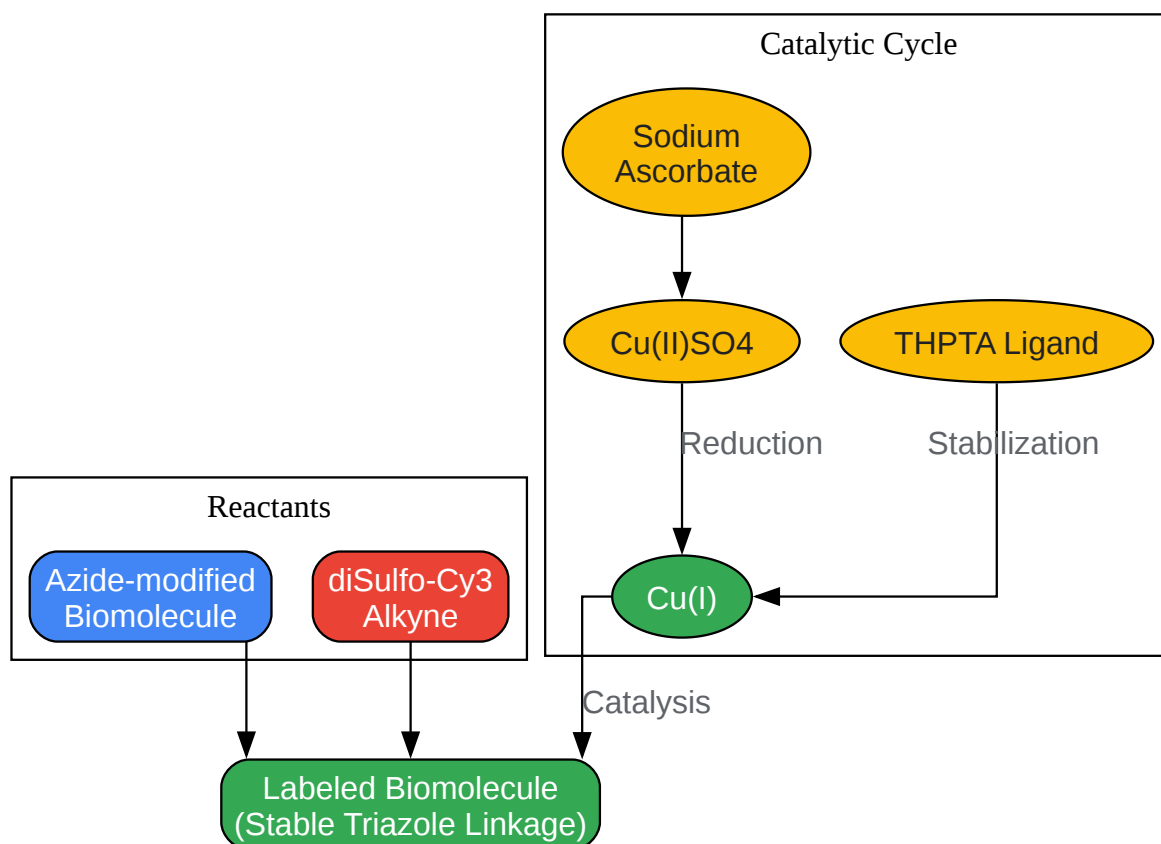 Catalytic Cycle
Sodium
Ascorbate
Cu(II)SO4
THPTA Ligand
Reduction
Stabilization
Reactants
Azide-modified
Biomolecule
diSulfo-Cy3
Alkyne
Cu(I)
Catalysis
Labeled Biomolecule
(Stable Triazole Linkage)